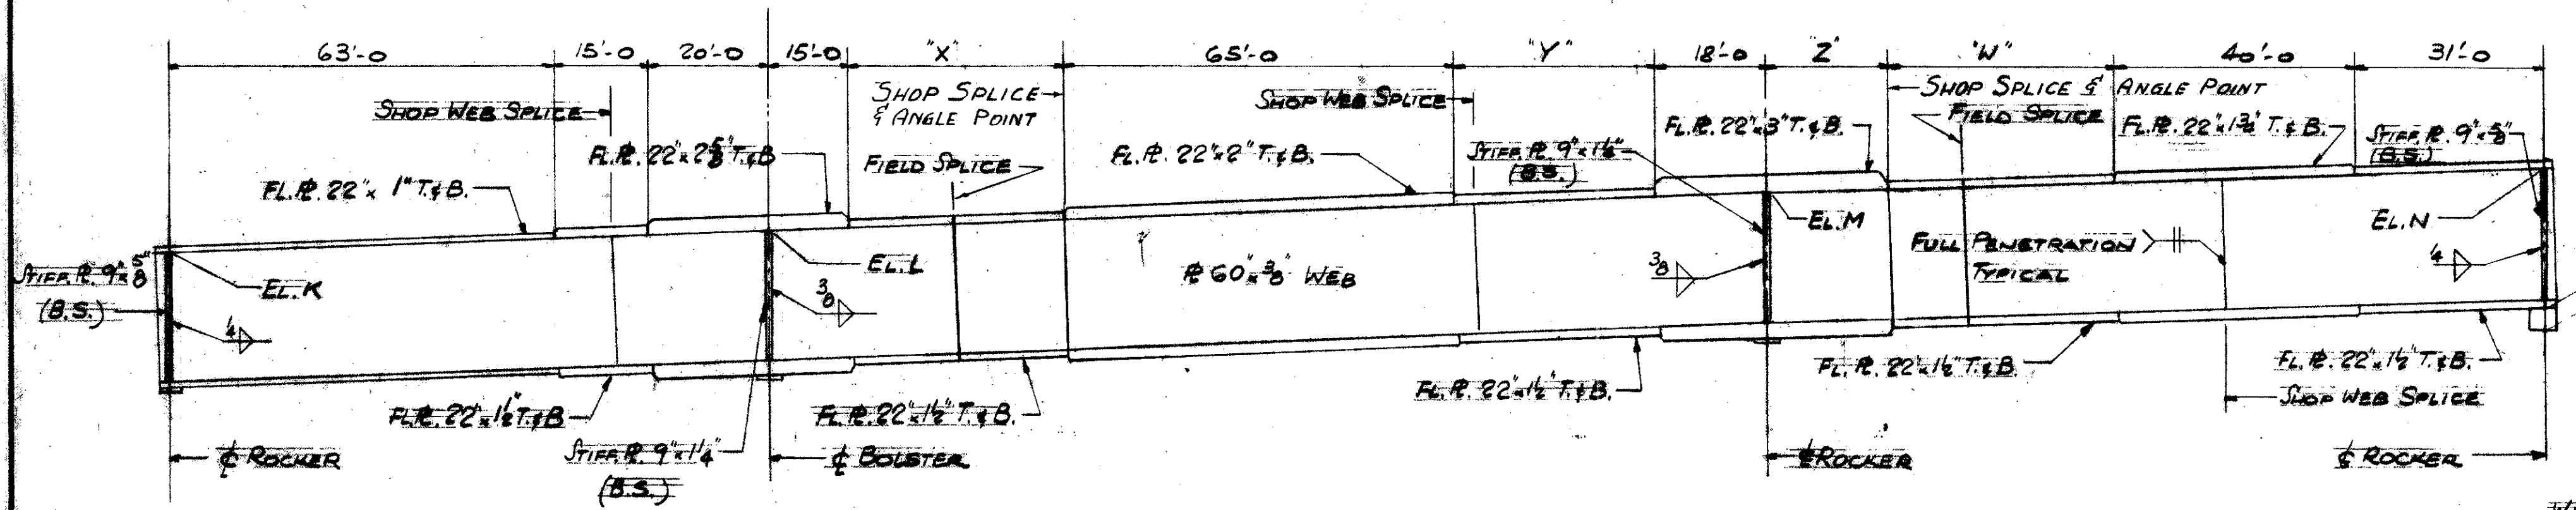 63'-0 15'-0 20'-0 15'-0 "X" 65'-0 "Y" 18'-0 "Z" "W" 40'-0 31'-0
SHOP WEB SPLICE
SHOP SPLICE
& ANGLE POINT
SHOP WEB SPLICE
SHOP SPLICE & ANGLE POINT
FIELD SPLICE
FL. PL. 22"x 3" T. & B.
FL. PL. 22"x 1 3/4" T. & B.
STIFF. PL. 9"x 5/8"
(B.S.)
FL. PL. 22"x 2 5/8" T. & B
FIELD SPLICE
FL. PL. 22"x 2" T. & B.
(B.S.)
FL. PL. 22"x 1" T. & B.
STIFF. PL. 9"x 5/8"
(B.S.)
EL. K
1/4
EL. L
3/8
PL 60"x 3/8" WEB
3/8
EL. M
FULL PENETRATION
TYPICAL
EL. N
1/4
FL. PL. 22"x 1 1/2" T. & B
FL. PL. 22"x 1 1/2" T. & B.
FL. PL. 22"x 1 1/2" T. & B.
FL. PL. 22"x 1 1/2" T. & B.
FL. PL. 22"x 1 1/2" T. & B.
SHOP WEB SPLICE
℄ ROCKER
STIFF. PL. 9"x 1 1/4"
(B.S.)
℄ BOLSTER
℄ ROCKER
℄ ROCKER